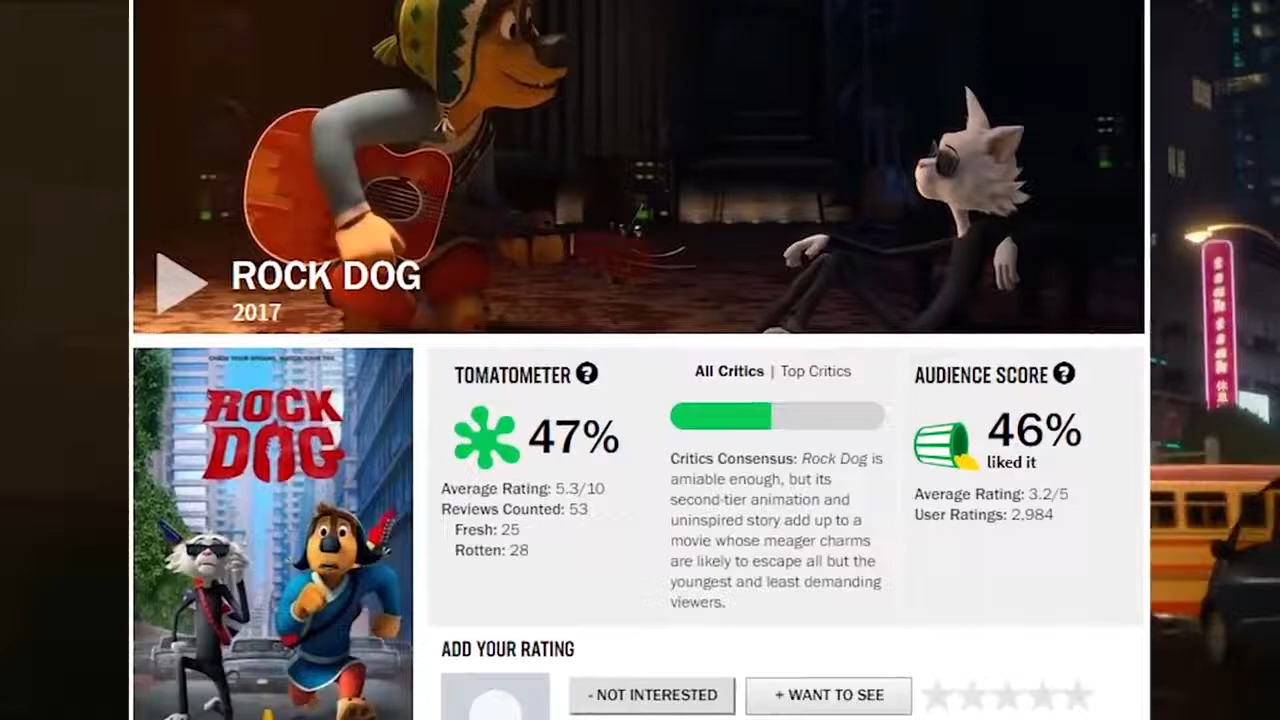 ROCK DOG
2017
ROCK
DOG
TOMATOMETER ?
47%
Average Rating: 5.3/10
Reviews Counted: 53
Fresh: 25
Rotten: 28
All Critics | Top Critics
Critics Consensus: Rock Dog is
amiable enough, but its
second-tier animation and
uninspired story add up to a
movie whose meager charms
are likely to escape all but the
youngest and least demanding
viewers.
AUDIENCE SCORE ?
46%
liked it
Average Rating: 3.2/5
User Ratings: 2,984
ADD YOUR RATING
- NOT INTERESTED
+ WANT TO SEE
休息